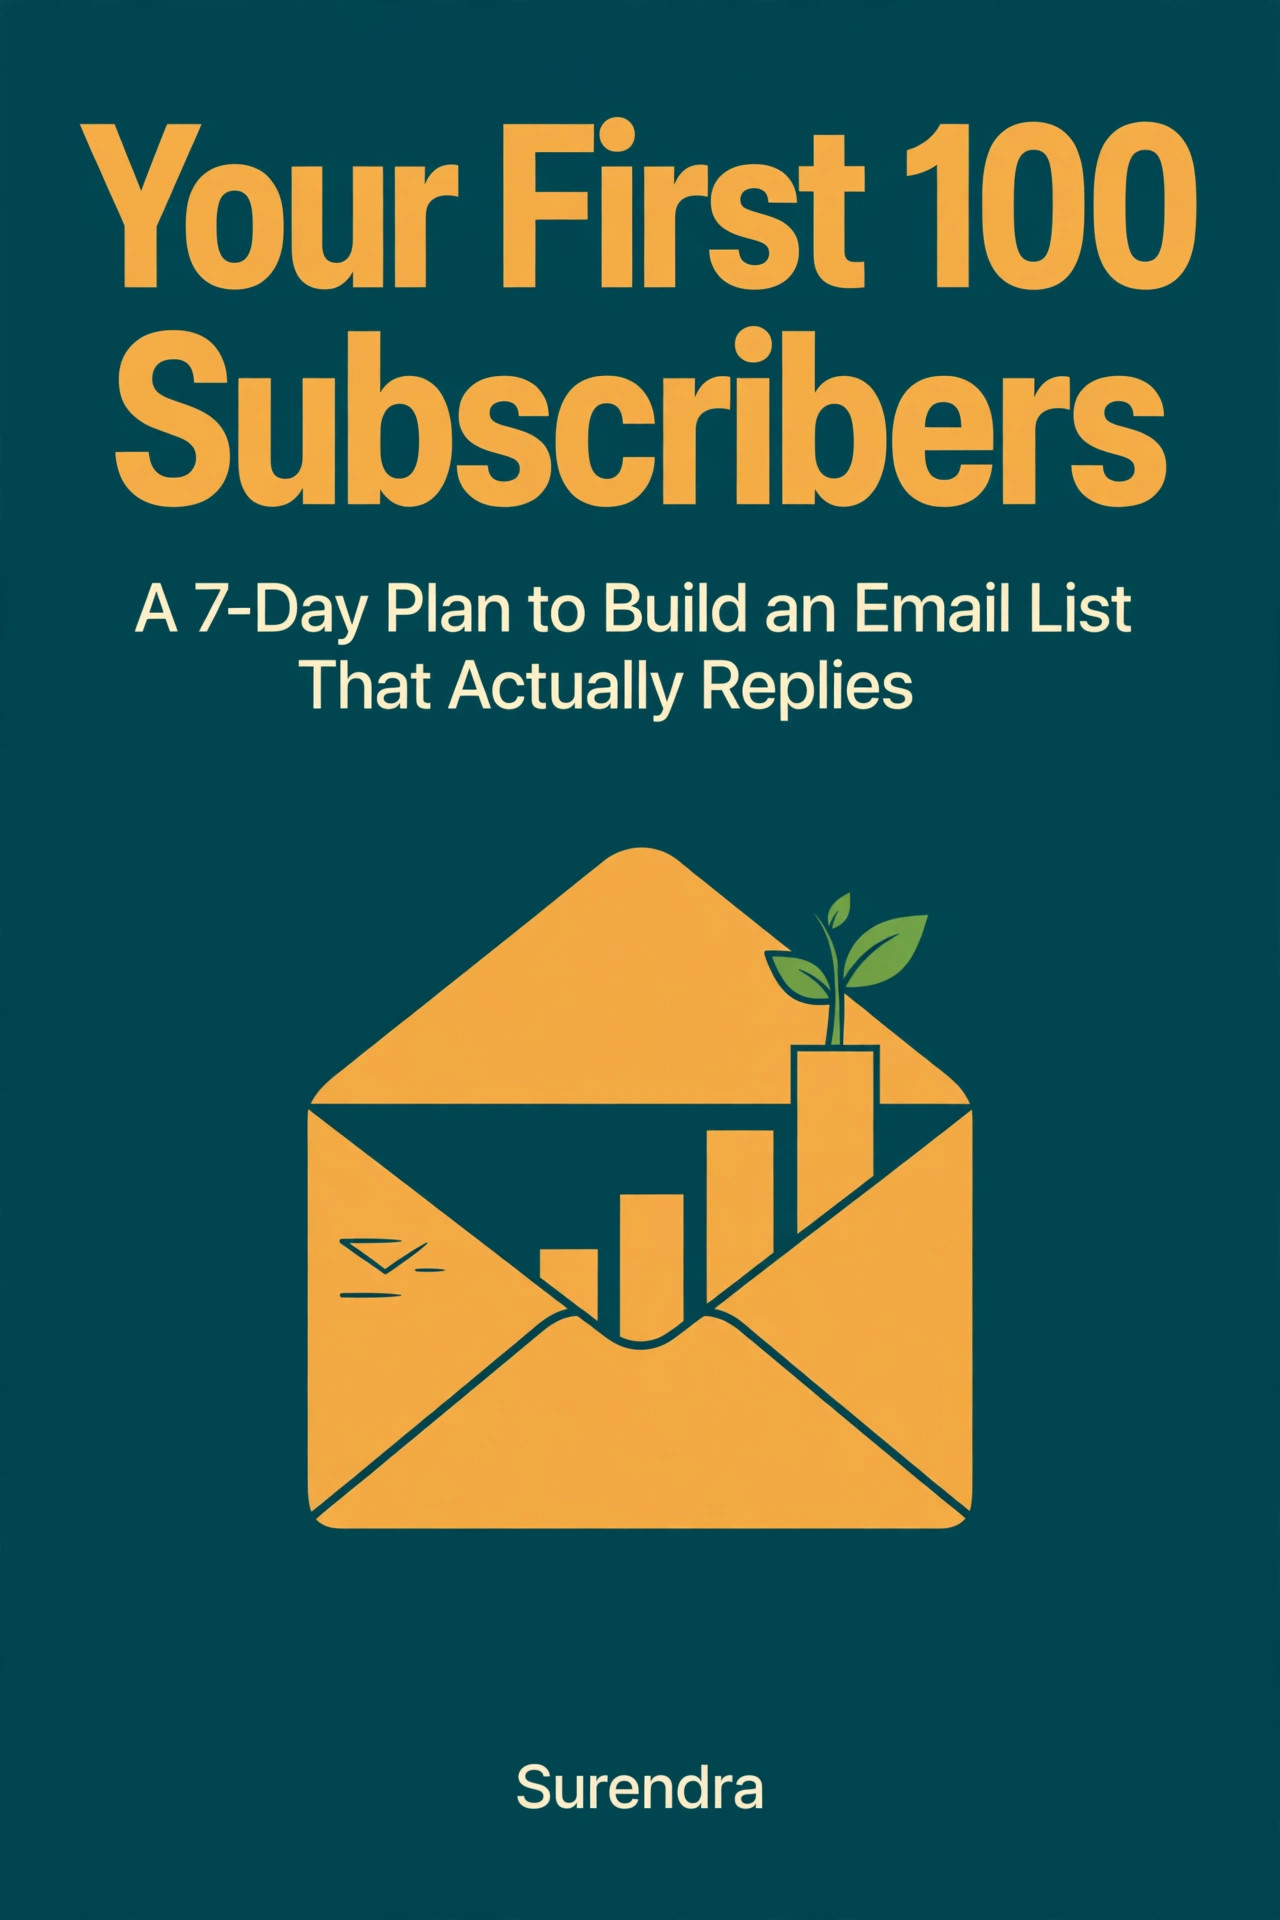 Your First 100
Subscribers
A 7-Day Plan to Build an Email List
That Actually Replies
Surendra